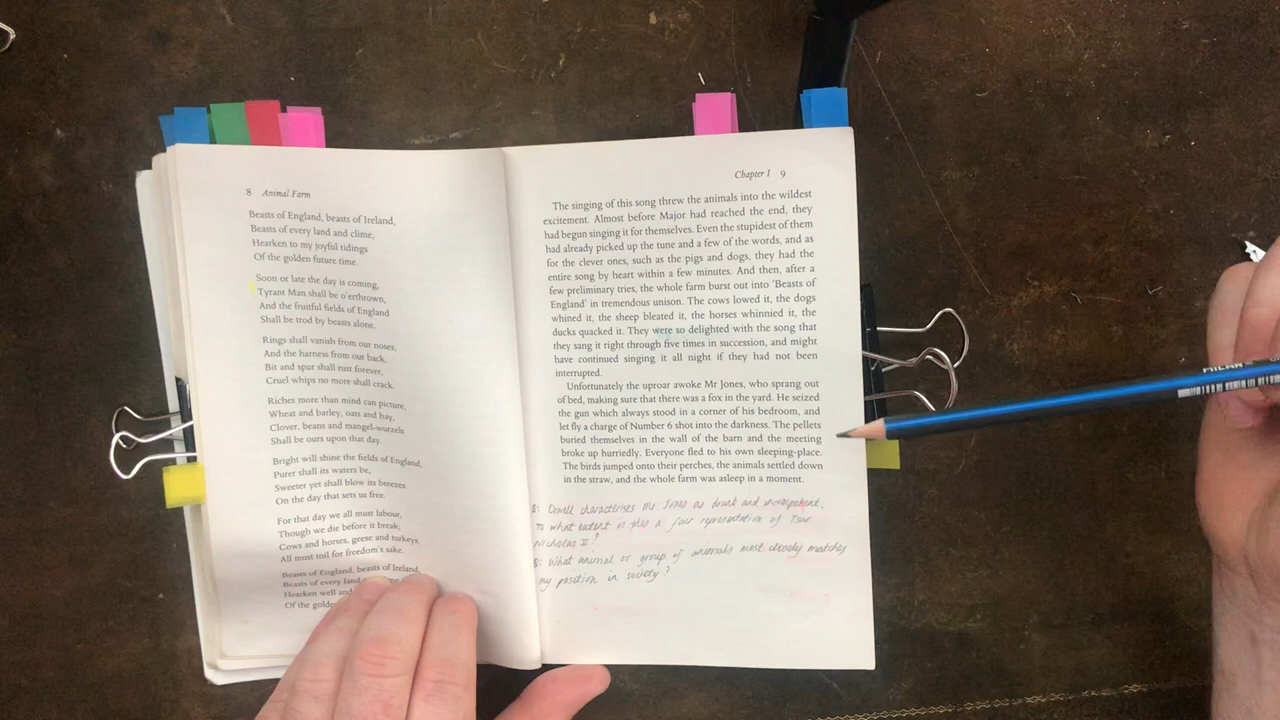 8 Animal Farm
Beasts of England, beasts of Ireland,
Beasts of every land and clime,
Hearken to my joyful tidings
Of the golden future time.
Soon or late the day is coming,
Tyrant Man shall be o'erthrown,
And the fruitful fields of England
Shall be trod by beasts alone.
Rings shall vanish from our noses,
And the harness from our back,
Bit and spur shall rust forever,
Cruel whips no more shall crack.
Riches more than mind can picture,
Wheat and barley, oats and hay,
Clover, beans and mangel-wurzels
Shall be ours upon that day.
Bright will shine the fields of England,
Purer shall its waters be,
Sweeter yet shall blow its breezes
On the day that sets us free.
For that day we all must labour,
Though we die before it break;
Cows and horses, geese and turkeys,
All must toil for freedom's sake.
Beasts of England, beasts of Ireland,
Beasts of every land
Hearken well and
Of the
Chapter I 9
The singing of this song threw the animals into the wildest
excitement. Almost before Major had reached the end, they
had begun singing it for themselves. Even the stupidest of them
had already picked up the tune and a few of the words, and as
for the clever ones, such as the pigs and dogs, they had the
entire song by heart within a few minutes. And then, after a
few preliminary tries, the whole farm burst out into 'Beasts of
England' in tremendous unison. The cows lowed it, the dogs
whined it, the sheep bleated it, the horses whinnied it, the
ducks quacked it. They were so delighted with the song that
they sang it right through five times in succession, and might
have continued singing it all night if they had not been
interrupted.
Unfortunately the uproar awoke Mr Jones, who sprang out
of bed, making sure that there was a fox in the yard. He seized
the gun which always stood in a corner of his bedroom, and
let fly a charge of Number 6 shot into the darkness. The pellets
buried themselves in the wall of the barn and the meeting
broke up hurriedly. Everyone fled to his own sleeping-place.
The birds jumped onto their perches, the animals settled down
in the straw, and the whole farm was asleep in a moment.
Q: Orwell characterises Mr Jones as drunk and
To what extent is this a fair representation of Tsar
Nicholas II?
Q: What animal or group of animals most closely matches
my position in society?
MILAN